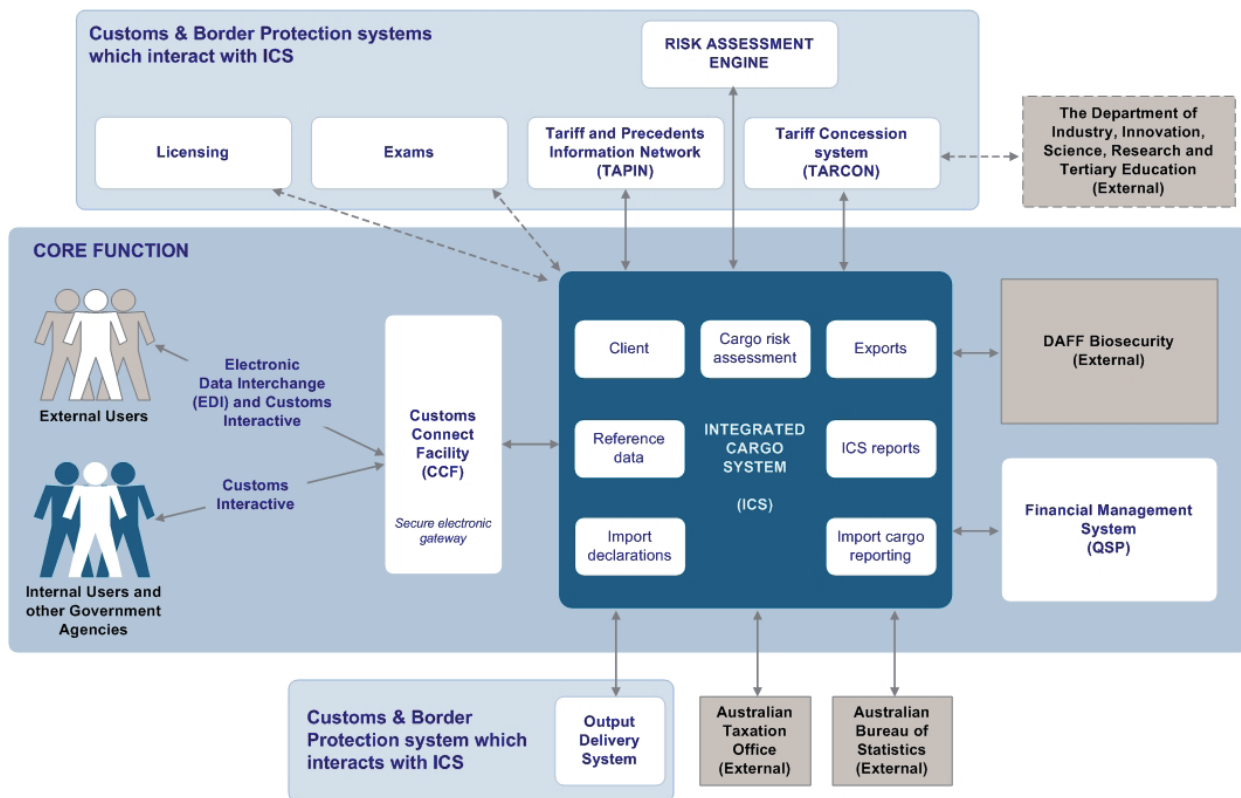 Customs & Border Protection systems
which interact with ICS
RISK ASSESSMENT
ENGINE
Licensing
Exams
Tariff and Precedents
Information Network
(TAPIN)
Tariff Concession
system
(TARCON)
The Department of
Industry, Innovation,
Science, Research and
Tertiary Education
(External)
CORE FUNCTION
External Users
Electronic
Data Interchange
(EDI) and Customs
Interactive
Internal Users and
other Government
Agencies
Customs
Interactive
Customs
Connect
Facility
(CCF)
Secure electronic
gateway
Client
Cargo risk
assessment
Exports
Reference
data
INTEGRATED
CARGO
SYSTEM
(ICS)
ICS reports
Import
declarations
Import cargo
reporting
DAFF Biosecurity
(External)
Financial Management
System
(QSP)
Customs & Border
Protection system which
interacts with ICS
Output
Delivery
System
Australian
Taxation
Office
(External)
Australian
Bureau of
Statistics
(External)